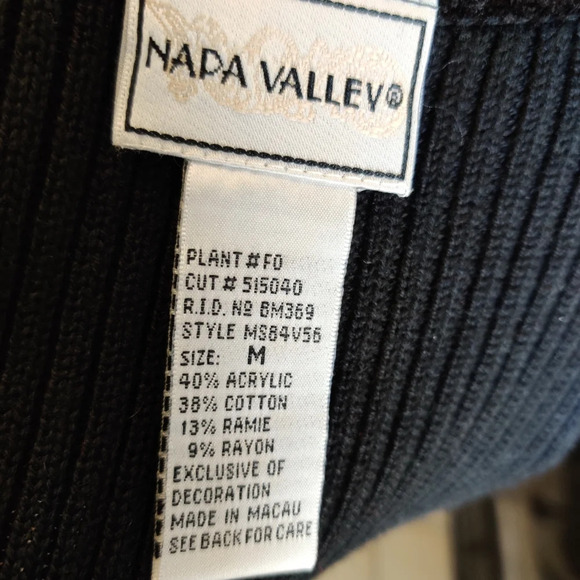 NAPA VALLEY®
PLANT # FO
CUT # 515040
R.I.D. Nº BM369
STYLE MS84V56
SIZE: M
40% ACRYLIC
38% COTTON
13% RAMIE
9% RAYON
EXCLUSIVE OF
DECORATION
MADE IN MACAU
SEE BACK FOR CARE